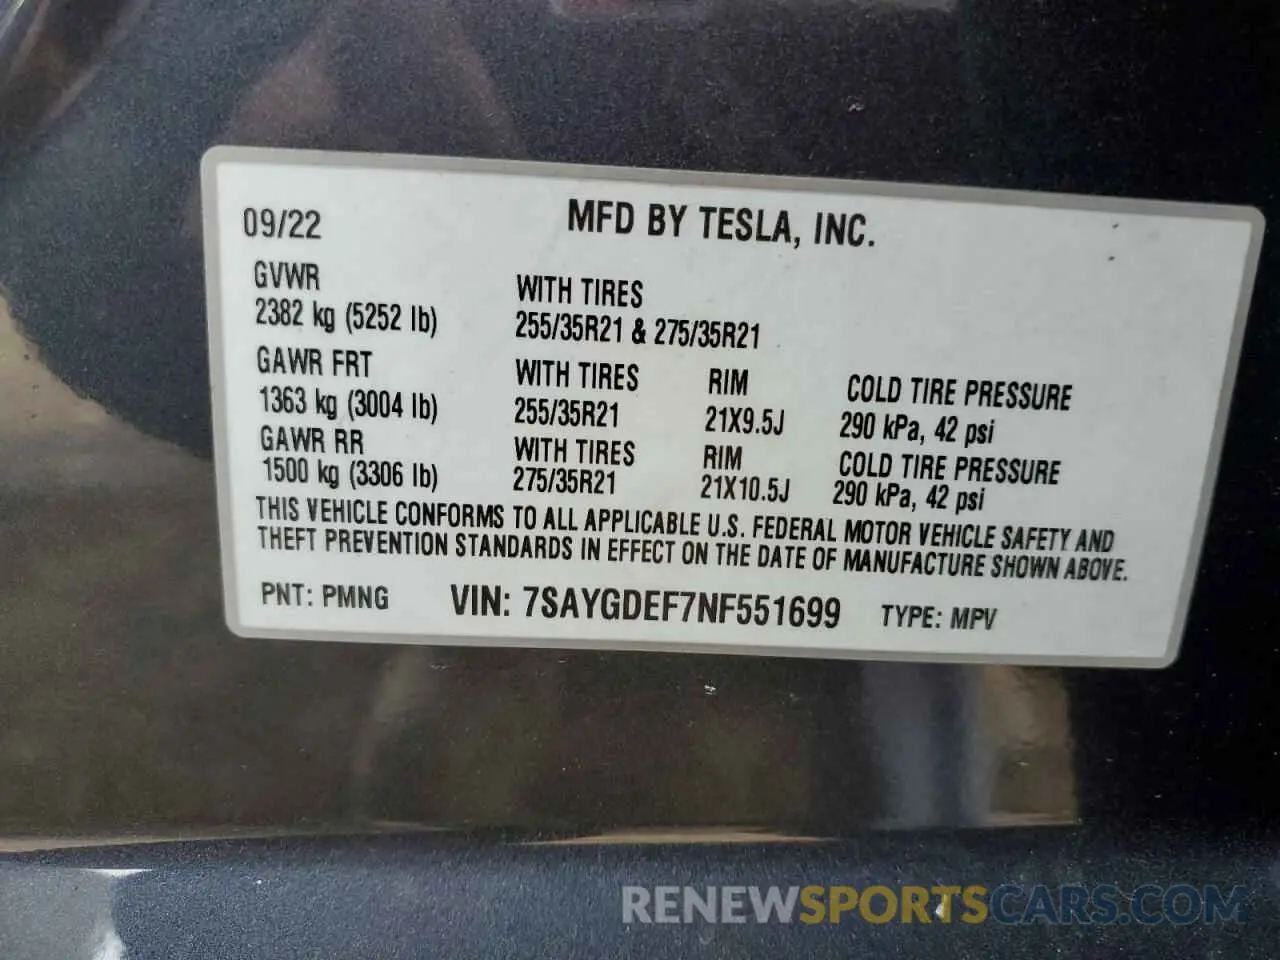 09/22 MFD BY TESLA, INC.
GVWR WITH TIRES
2382 kg (5252 lb) 255/35R21 & 275/35R21
GAWR FRT WITH TIRES RIM COLD TIRE PRESSURE
1363 kg (3004 lb) 255/35R21 21X9.5J 290 kPa, 42 psi
GAWR RR WITH TIRES RIM COLD TIRE PRESSURE
1500 kg (3306 lb) 275/35R21 21X10.5J 290 kPa, 42 psi
THIS VEHICLE CONFORMS TO ALL APPLICABLE U.S. FEDERAL MOTOR VEHICLE SAFETY AND
THEFT PREVENTION STANDARDS IN EFFECT ON THE DATE OF MANUFACTURE SHOWN ABOVE.
PNT: PMNG VIN: 7SAYGDEF7NF551699 TYPE: MPV
RENEWSPORTSCARS.COM